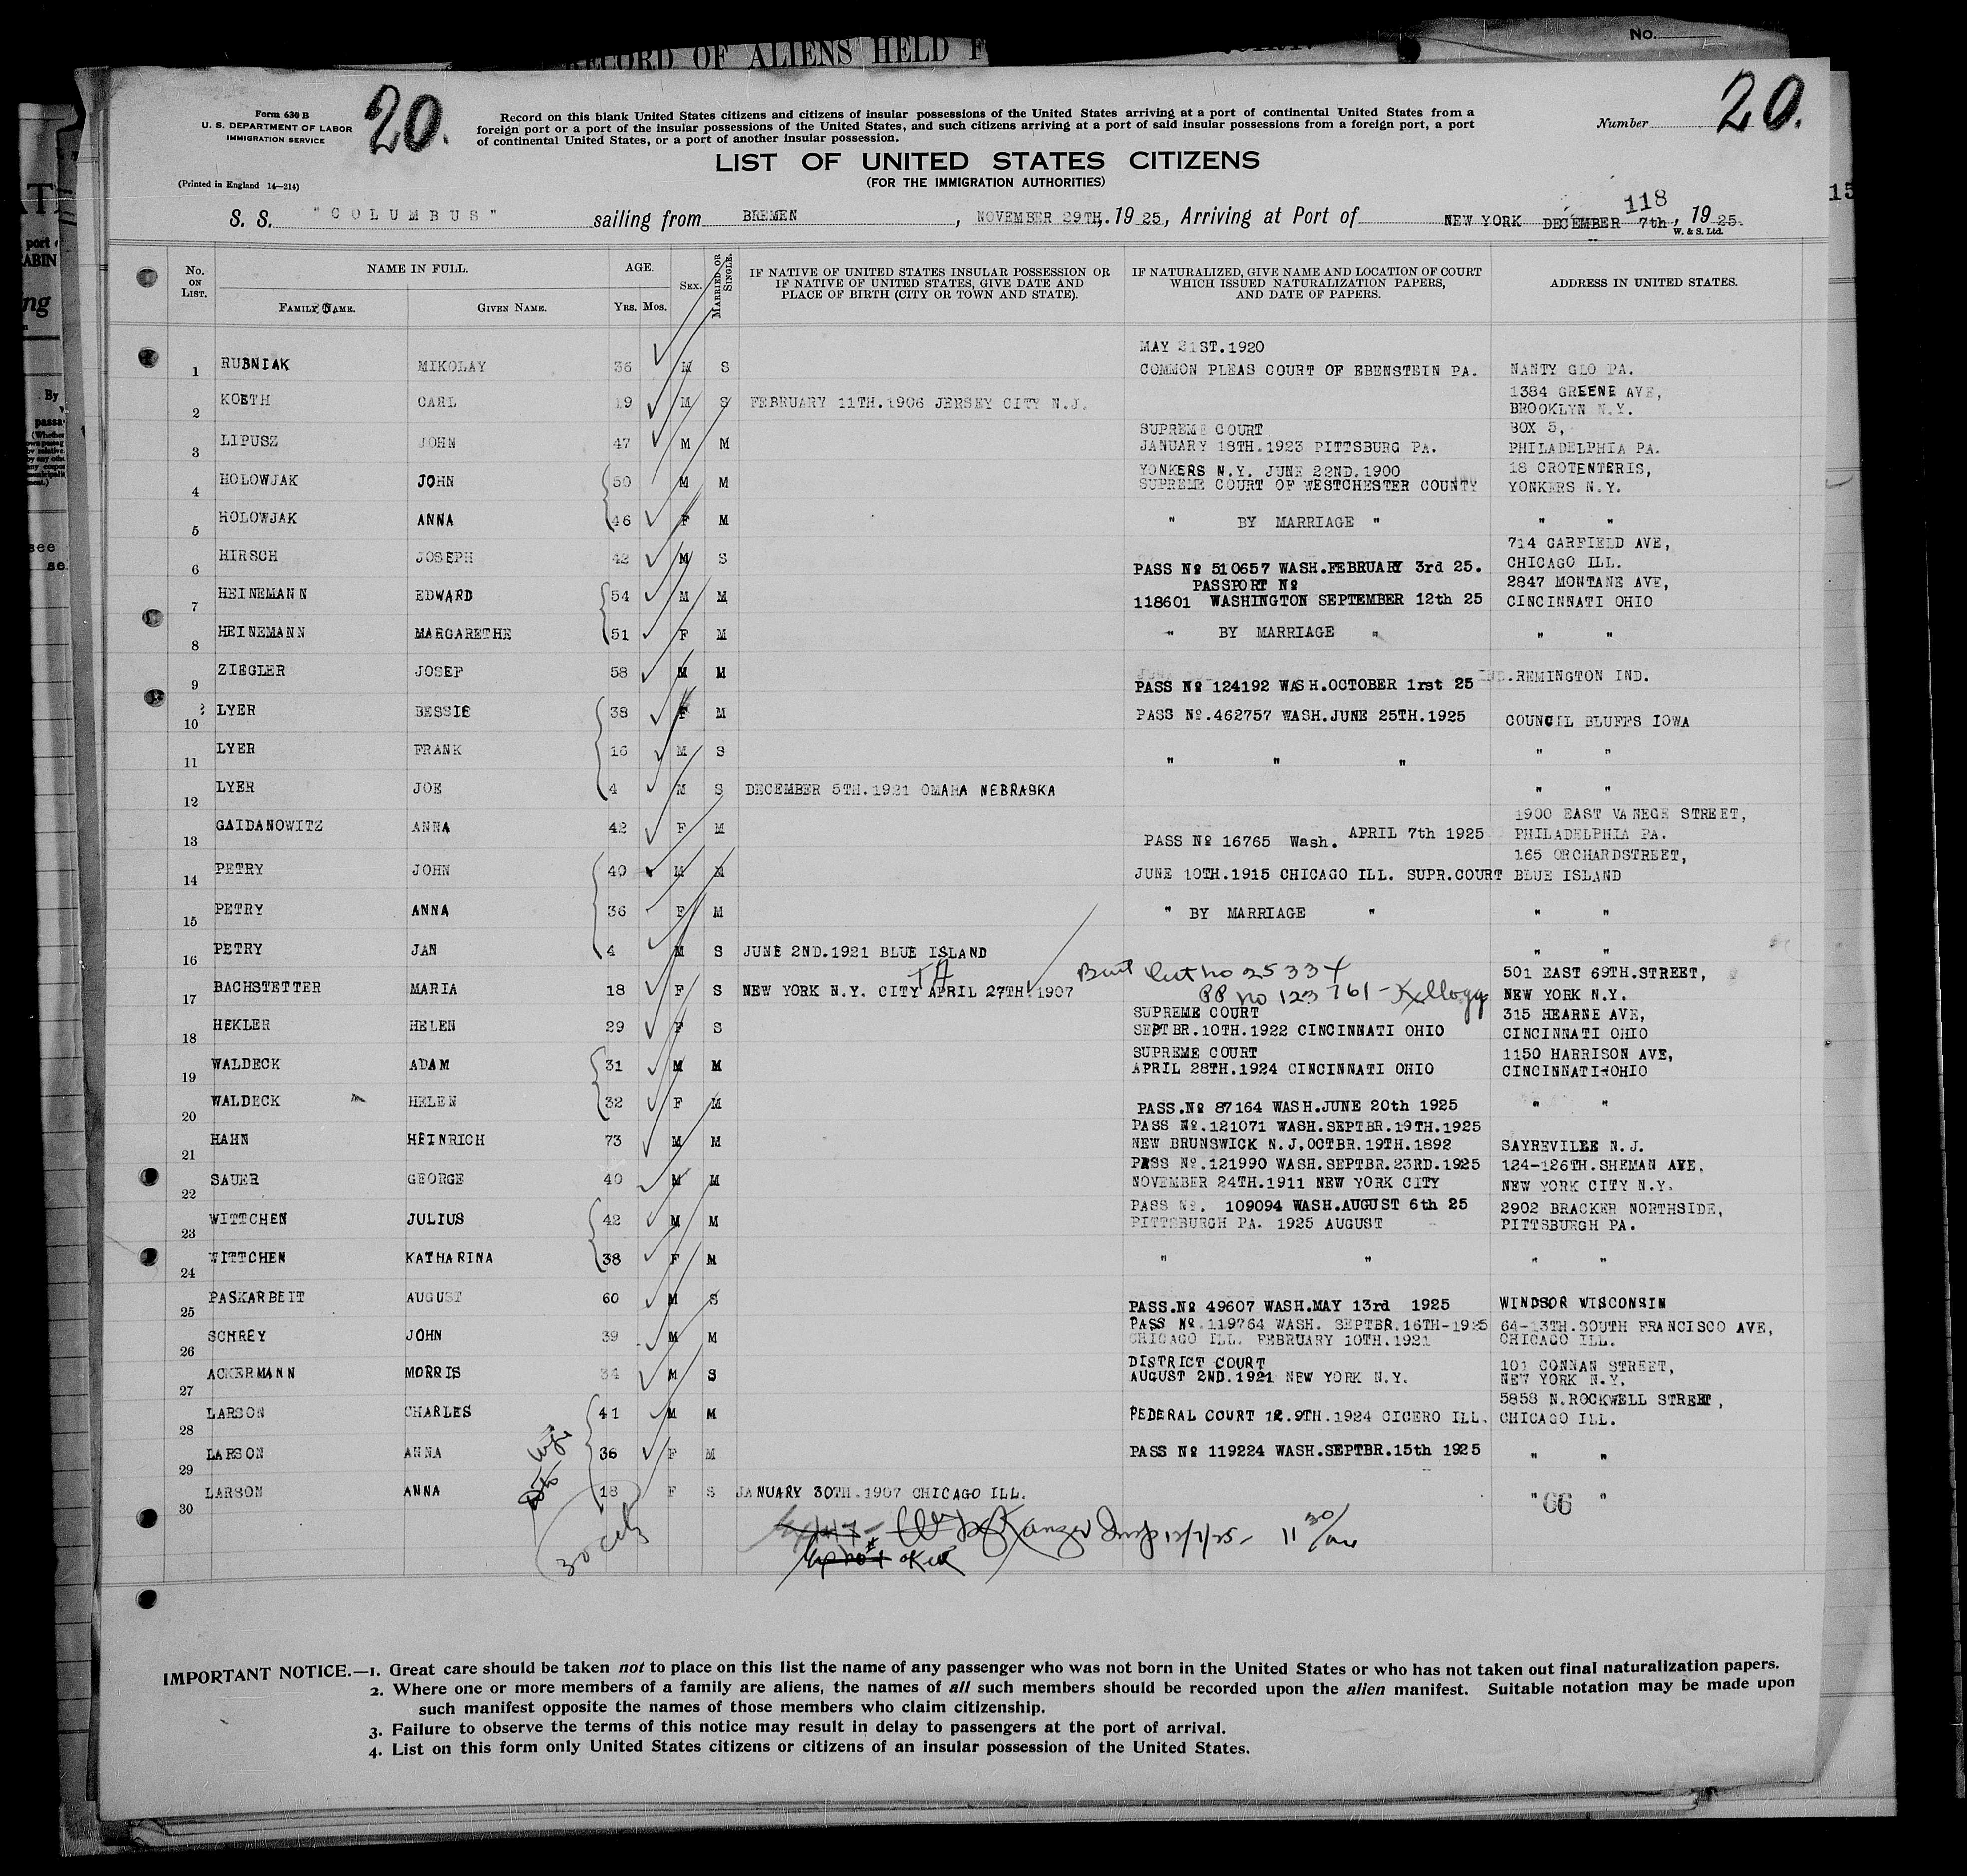 RECORD OF ALIENS HELD F
No.
Form 630 B
U. S. DEPARTMENT OF LABOR
IMMIGRATION SERVICE
20.
Record on this blank United States citizens and citizens of insular possessions of the United States arriving at a port of continental United States from a
foreign port or a port of the insular possessions of the United States, and such citizens arriving at a port of said insular possessions from a foreign port, a port
of continental United States, or a port of another insular possession.
Number 20.
LIST OF UNITED STATES CITIZENS
(FOR THE IMMIGRATION AUTHORITIES)
(Printed in England 14—214)
118
S. S. "COLUMBUS" sailing from BREMEN, NOVEMBER 29TH, 1925, Arriving at Port of NEW YORK DECEMBER 7th, 1925.
W. & S. Ltd.
No. ON LIST. NAME IN FULL. AGE. SEX. MARRIED OR SINGLE. IF NATIVE OF UNITED STATES INSULAR POSSESSION OR IF NATIVE OF UNITED STATES, GIVE DATE AND PLACE OF BIRTH (CITY OR TOWN AND STATE). IF NATURALIZED, GIVE NAME AND LOCATION OF COURT WHICH ISSUED NATURALIZATION PAPERS, AND DATE OF PAPERS. ADDRESS IN UNITED STATES.
FAMILY NAME. GIVEN NAME. YRS. MOS.
MAY 21ST.1920
1 RUBNIAK MIKOLAY 36 M S COMMON PLEAS COURT OF EBENSTEIN PA. NANTY GLO PA.
1384 GREENE AVE,
2 KOETH CARL 19 M S FEBRUARY 11TH.1906 JERSEY CITY N.J. BROOKLYN N.Y.
SUPREME COURT BOX 5,
3 LIPUSZ JOHN 47 M M JANUARY 18TH.1923 PITTSBURG PA. PHILADELPHIA PA.
YONKERS N.Y. JUNE 22ND.1900 18 CROTENTERIS,
4 HOLOWJAK JOHN 50 M M SUPREME COURT OF WESTCHESTER COUNTY YONKERS N.Y.
5 HOLOWJAK ANNA 46 F M " BY MARRIAGE " " "
714 GARFIELD AVE,
6 HIRSCH JOSEPH 42 M S PASS No 510657 WASH.FEBRUARY 3rd 25. CHICAGO ILL.
PASSPORT No 2847 MONTANE AVE,
7 HEINEMANN EDWARD 54 M M 118601 WASHINGTON SEPTEMBER 12th 25 CINCINNATI OHIO
8 HEINEMANN MARGARETHE 51 F M " BY MARRIAGE " " "
9 ZIEGLER JOSEF 58 M M PASS No 124192 WASH.OCTOBER 1rst 25 REMINGTON IND.
10 LYER BESSIE 38 F M PASS No.462757 WASH.JUNE 25TH.1925 COUNCIL BLUFFS IOWA
11 LYER FRANK 16 M S " " " " "
12 LYER JOE 4 M S DECEMBER 5TH.1921 OMAHA NEBRASKA " "
1900 EAST VANEGE STREET,
13 GAIDANOWITZ ANNA 42 F M PASS No 16765 Wash. APRIL 7th 1925 PHILADELPHIA PA.
165 ORCHARDSTREET,
14 PETRY JOHN 40 M M JUNE 10TH.1915 CHICAGO ILL. SUPR.COURT BLUE ISLAND
15 PETRY ANNA 36 F M " BY MARRIAGE " " "
16 PETRY JAN 4 M S JUNE 2ND.1921 BLUE ISLAND " "
501 EAST 69TH.STREET,
17 BACHSTETTER MARIA 18 F S NEW YORK N.Y. CITY APRIL 27TH.1907 PP no 123761 - Kellogg NEW YORK N.Y.
SUPREME COURT 315 HEARNE AVE,
18 HEKLER HELEN 29 F S SEPTBR.10TH.1922 CINCINNATI OHIO CINCINNATI OHIO
SUPREME COURT 1150 HARRISON AVE,
19 WALDECK ADAM 31 M M APRIL 28TH.1924 CINCINNATI OHIO CINCINNATI OHIO
20 WALDECK HELEN 32 F M PASS.No 87164 WASH.JUNE 20th 1925 " "
PASS No.121071 WASH.SEPTBR.19TH.1925
21 HAHN HEINRICH 73 M M NEW BRUNSWICK N.J,OCTBR.19TH.1892 SAYREVILLE N.J.
PASS No.121990 WASH.SEPTBR.23RD.1925 124-126TH.SHEMAN AVE.
22 SAUER GEORGE 40 M M NOVEMBER 24TH.1911 NEW YORK CITY NEW YORK CITY N.Y.
PASS No. 109094 WASH.AUGUST 6th 25 2902 BRACKER NORTHSIDE,
23 WITTCHEN JULIUS 42 M M PITTSBURGH PA. 1925 AUGUST PITTSBURGH PA.
24 WITTCHEN KATHARINA 38 F M " " " "
25 PASKARBEIT AUGUST 60 M S PASS.No 49607 WASH.MAY 13rd 1925 WINDSOR WISCONSIN
PASS No.119764 WASH. SEPTBR.16TH-1925 64-13TH.SOUTH FRANCISCO AVE,
26 SCHREY JOHN 39 M M CHICAGO ILL. FEBRUARY 10TH.1921 CHICAGO ILL.
DISTRICT COURT 101 CONNAN STREET,
27 ACKERMANN MORRIS 34 M S AUGUST 2ND.1921 NEW YORK N.Y. NEW YORK N.Y.
5858 N.ROCKWELL STREET,
28 LARSON CHARLES 41 M M FEDERAL COURT 12.9TH.1924 CICERO ILL. CHICAGO ILL.
29 LARSON ANNA 36 F M PASS No 119224 WASH.SEPTBR.15th 1925 " "
30 LARSON ANNA 18 F S JANUARY 30TH.1907 CHICAGO ILL. " "
66
wife
30 cits
12/7/25 - 11 30/am
IMPORTANT NOTICE.—1. Great care should be taken not to place on this list the name of any passenger who was not born in the United States or who has not taken out final naturalization papers.
2. Where one or more members of a family are aliens, the names of all such members should be recorded upon the alien manifest. Suitable notation may be made upon
such manifest opposite the names of those members who claim citizenship.
3. Failure to observe the terms of this notice may result in delay to passengers at the port of arrival.
4. List on this form only United States citizens or citizens of an insular possession of the United States.